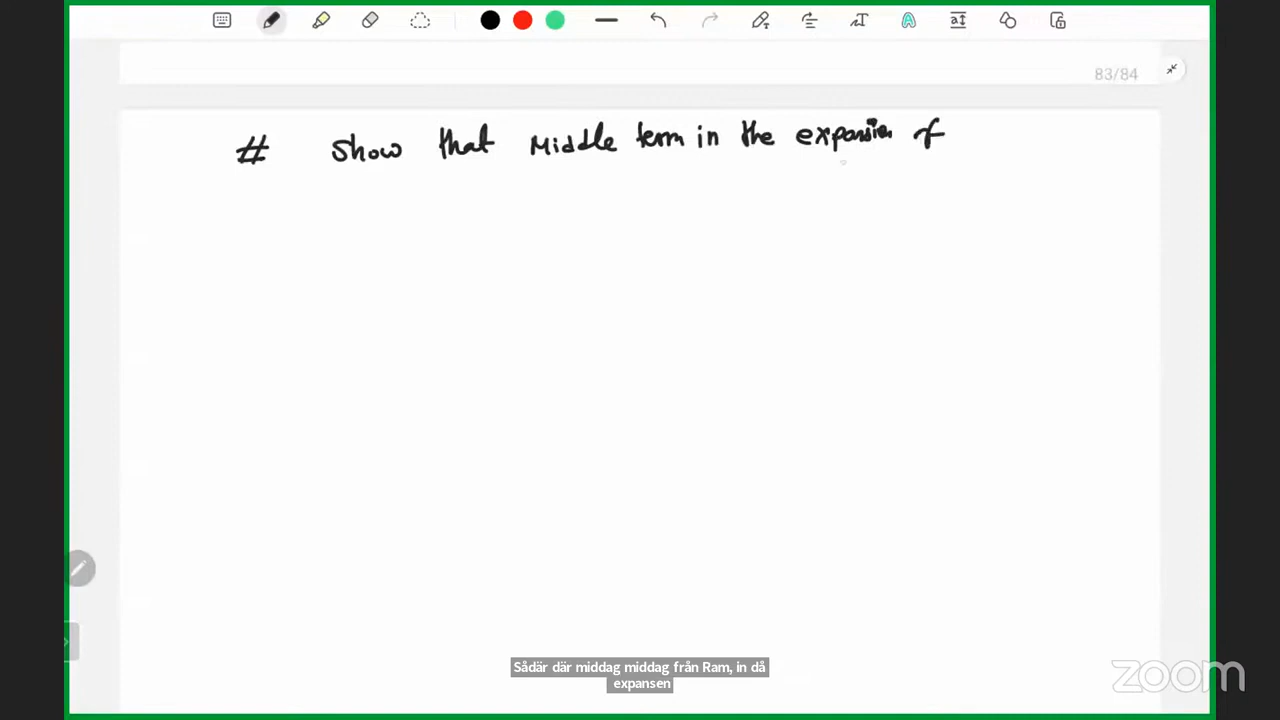 83/84
# Show that Middle term in the expansion of
Sådär där middag middag från Ram, in då
expansen
zoom